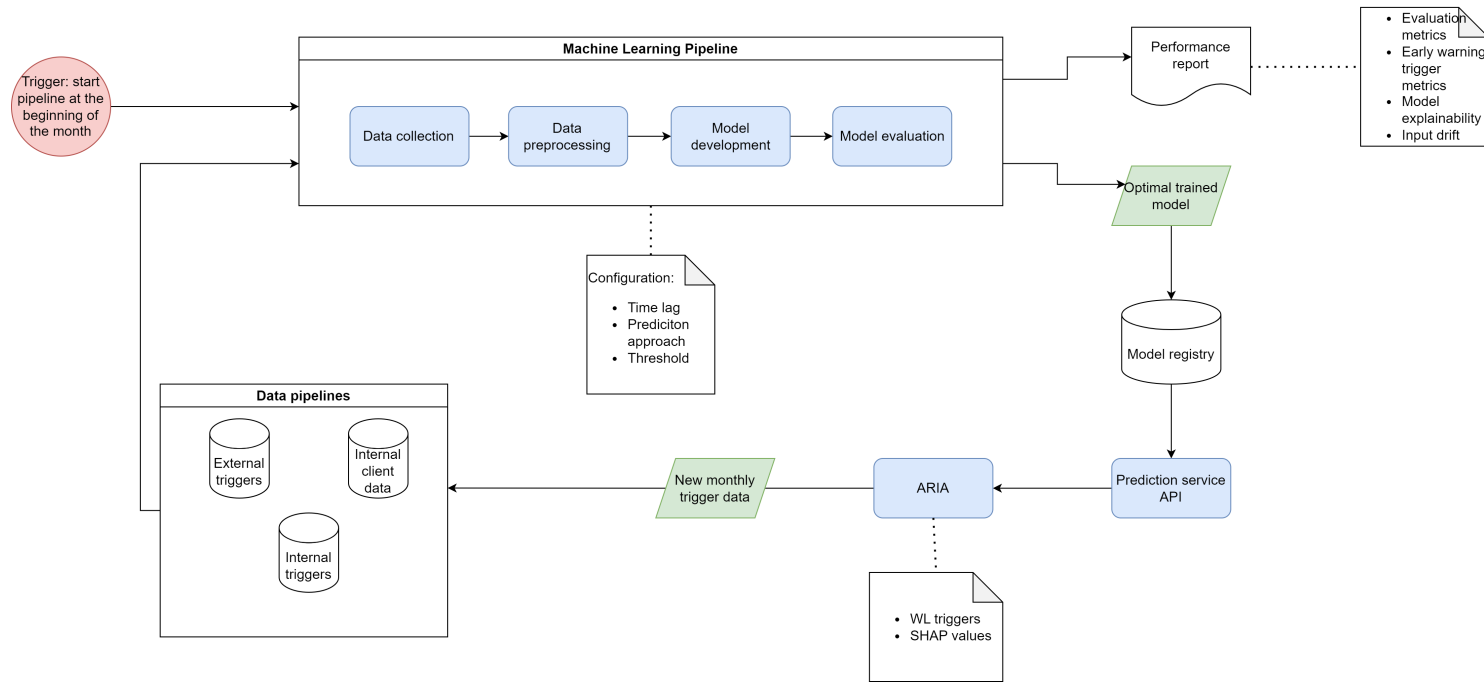 Machine Learning Pipeline
Trigger: start
pipeline at the
beginning of
the month
Data collection
Data
preprocessing
Model
development
Model evaluation
Performance
report
Evaluation
metrics
Early warning
trigger
metrics
Model
explainability
Input drift
Optimal trained
model
Configuration:
Time lag
Prediciton
approach
Threshold
Model registry
Data pipelines
External
triggers
Internal
client
data
Internal
triggers
New monthly
trigger data
ARIA
Prediction service
API
WL triggers
SHAP values